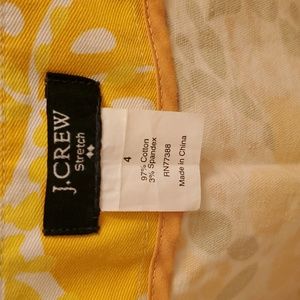 J.CREW
Stretch
4
97% Cotton
3% Spandex
RN77388
Made in China